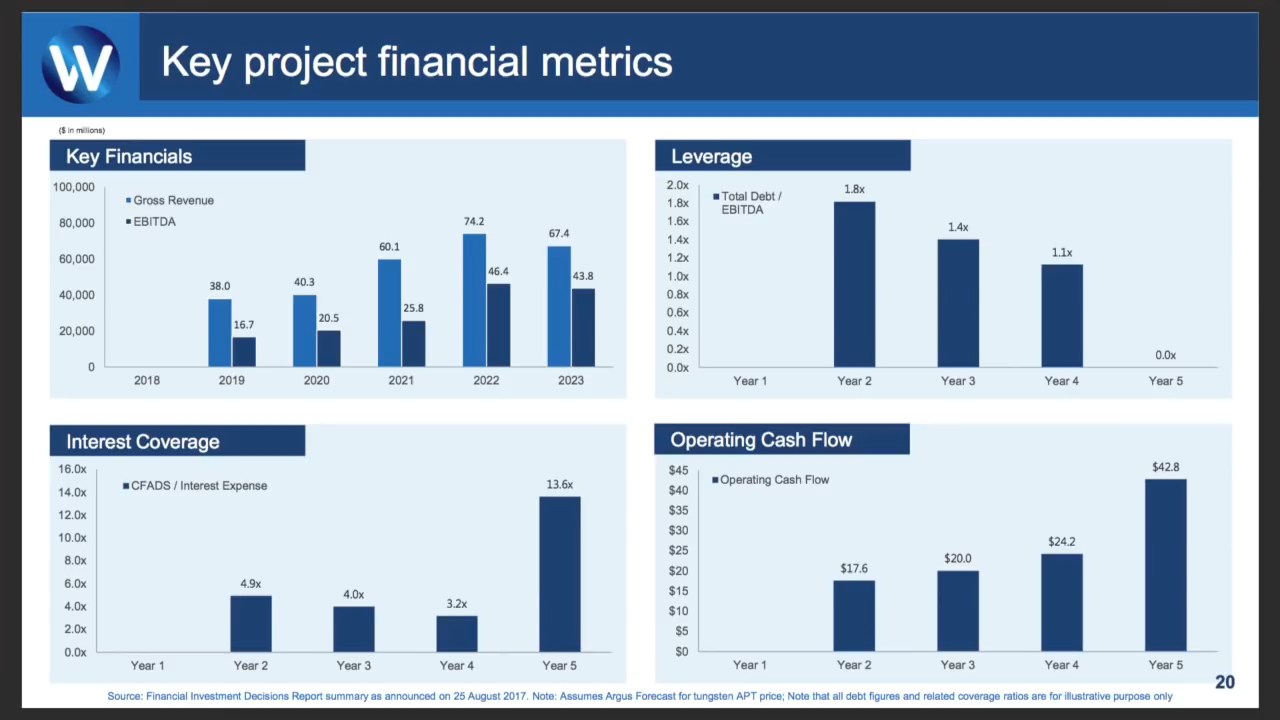 W
Key project financial metrics
($ in millions)
Key Financials
100,000
80,000
60,000
40,000
20,000
0
Gross Revenue
EBITDA
38.0
16.7
40.3
20.5
60.1
25.8
74.2
46.4
67.4
43.8
2018 2019 2020 2021 2022 2023
Leverage
2.0x
1.8x
1.6x
1.4x
1.2x
1.0x
0.8x
0.6x
0.4x
0.2x
0.0x
Total Debt /
EBITDA
1.8x
1.4x
1.1x
0.0x
Year 1 Year 2 Year 3 Year 4 Year 5
Interest Coverage
16.0x
14.0x
12.0x
10.0x
8.0x
6.0x
4.0x
2.0x
0.0x
CFADS / Interest Expense
4.9x
4.0x
3.2x
13.6x
Year 1 Year 2 Year 3 Year 4 Year 5
Operating Cash Flow
$45
$40
$35
$30
$25
$20
$15
$10
$5
$0
Operating Cash Flow
$17.6
$20.0
$24.2
$42.8
Year 1 Year 2 Year 3 Year 4 Year 5
20
Source: Financial Investment Decisions Report summary as announced on 25 August 2017. Note: Assumes Argus Forecast for tungsten APT price; Note that all debt figures and related coverage ratios are for illustrative purpose only